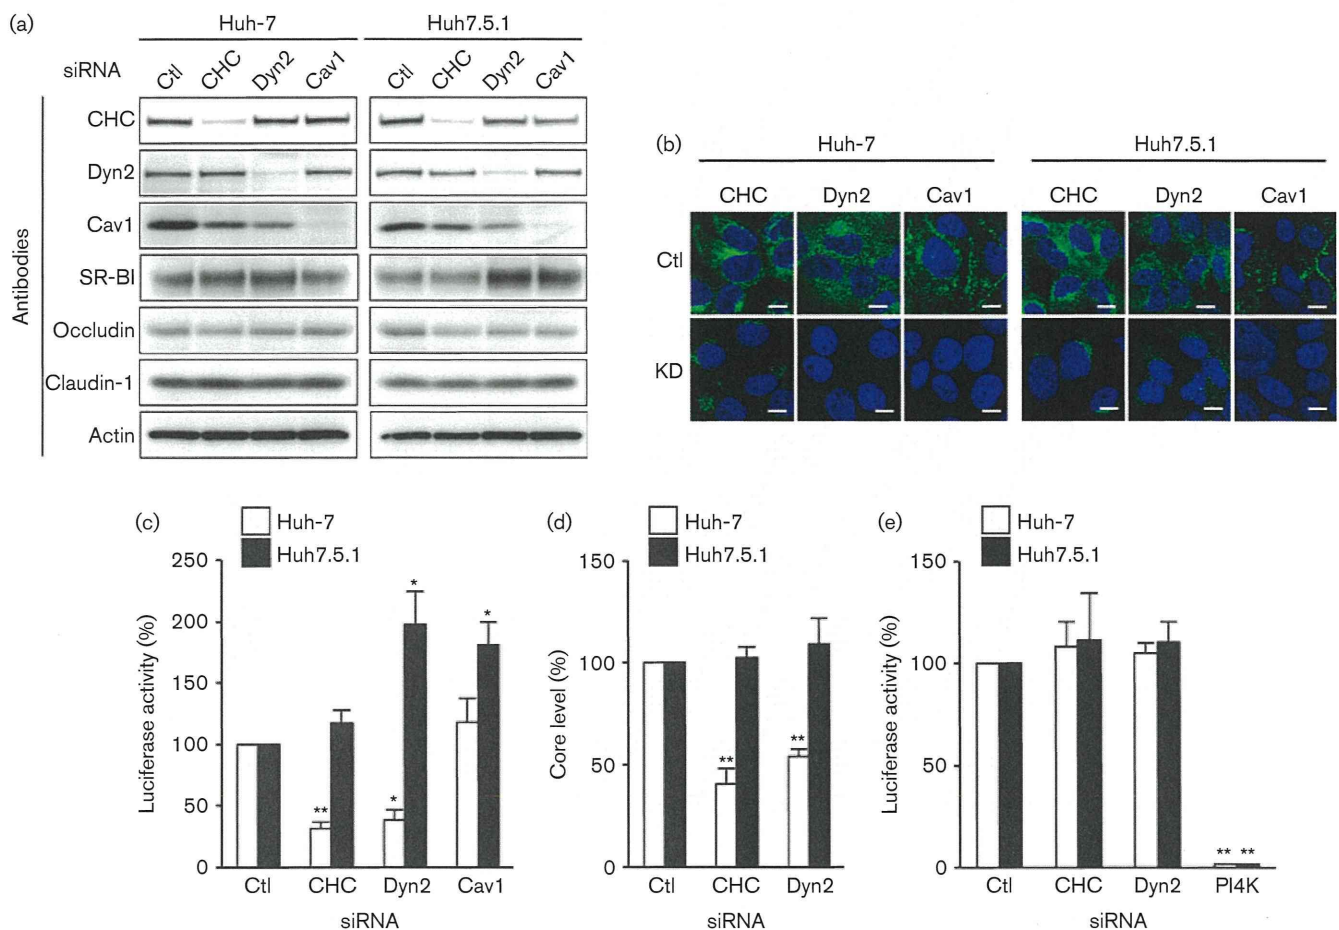 (a)
Huh-7 Huh7.5.1
siRNA Ctl CHC Dyn2 Cav1 Ctl CHC Dyn2 Cav1
Antibodies
CHC
Dyn2
Cav1
SR-BI
Occludin
Claudin-1
Actin
(b)
Huh-7 Huh7.5.1
CHC Dyn2 Cav1 CHC Dyn2 Cav1
Ctl
KD
(c)
Huh-7
Huh7.5.1
Luciferase activity (%)
250
200
150
100
50
0
* *
** *
Ctl CHC Dyn2 Cav1
siRNA
(d)
Huh-7
Huh7.5.1
Core level (%)
150
100
50
0
** **
Ctl CHC Dyn2
siRNA
(e)
Huh-7
Huh7.5.1
Luciferase activity (%)
150
100
50
0
** **
Ctl CHC Dyn2 PI4K
siRNA